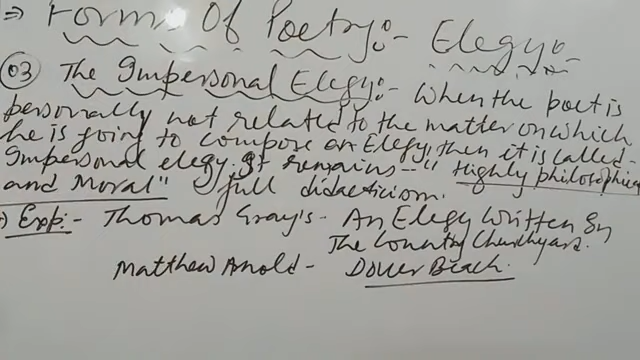 ⇒ Forms Of Poetry:- Elegy:-
03 The Impersonal Elegy:- When the poet is
personally not related to the matter on which
he is going to compose an Elegy, then it is called-
Impersonal elegy. It remains-"Highly philosophical
and Moral" full didacticism.
⇒ Exp:- Thomas Gray's- An Elegy Written In
The Country Churchyard.
Matthew Arnold- Dover Beach.